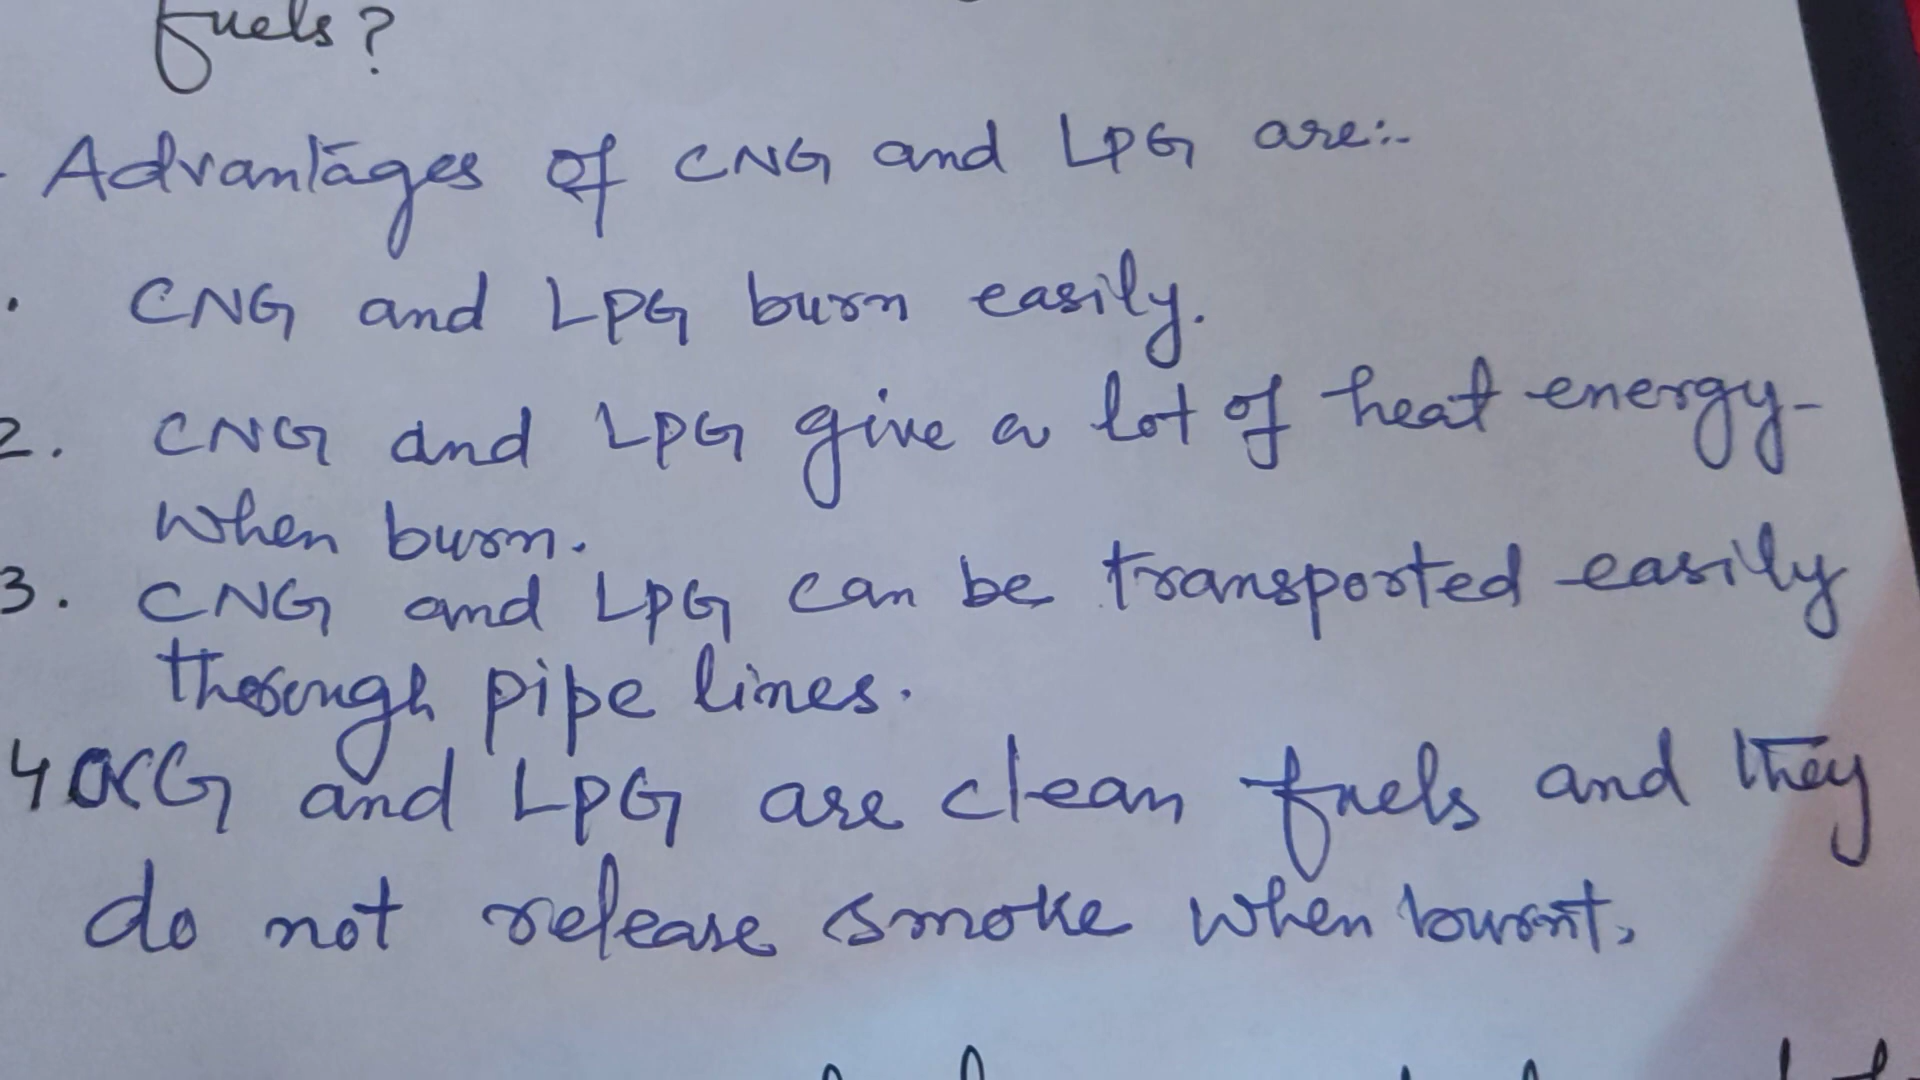 fuels?
Advantages of CNG and LPG are:-
. CNG and LPG burn easily.
2. CNG and LPG give a lot of heat energy-
When burn.
3. CNG and LPG can be transported easily
through pipe lines.
4 and LPG are clean fuels and they
do not release smoke when burnt,